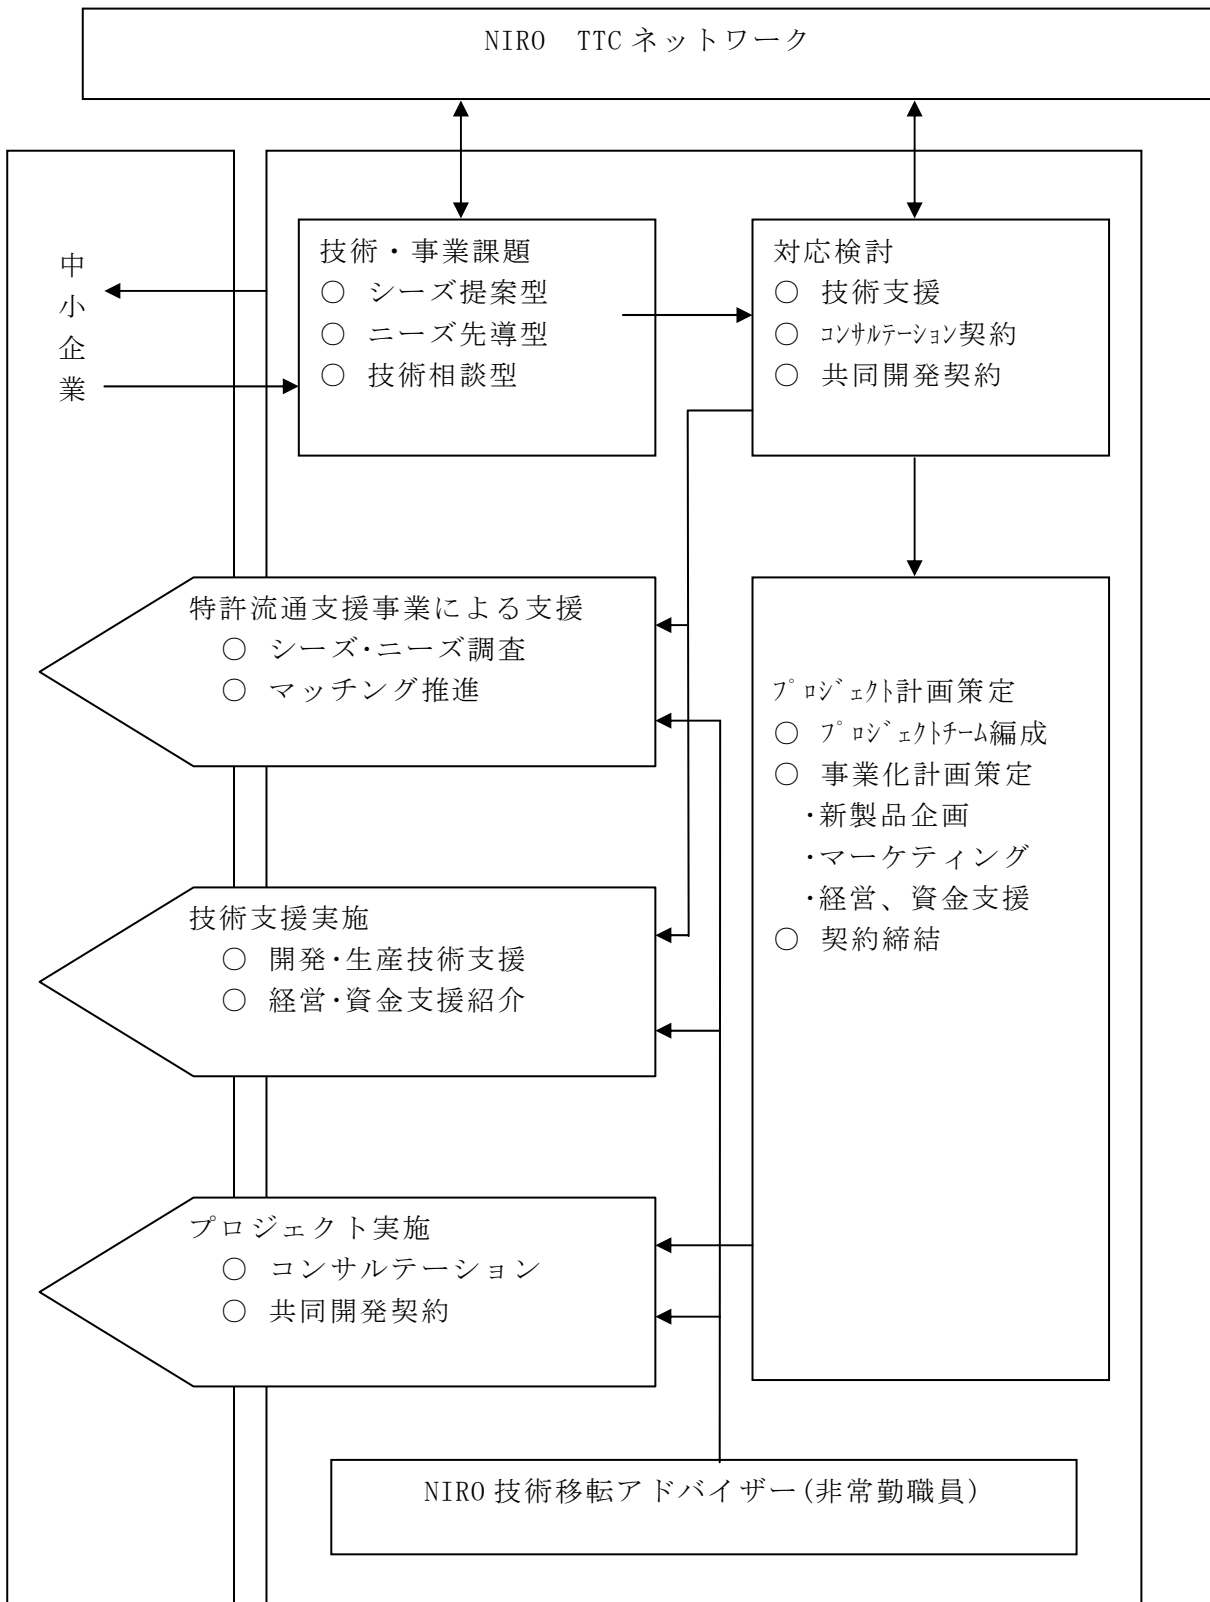 NIRO　TTCネットワーク
中小企業
技術・事業課題
○ シーズ提案型
○ ニーズ先導型
○ 技術相談型
対応検討
○ 技術支援
○ ｺﾝｻﾙﾃｰｼｮﾝ契約
○ 共同開発契約
特許流通支援事業による支援
○ シーズ・ニーズ調査
○ マッチング推進
ﾌﾟﾛｼﾞｪｸﾄ計画策定
○ ﾌﾟﾛｼﾞｪｸﾄﾁｰﾑ編成
○ 事業化計画策定
・新製品企画
・マーケティング
・経営、資金支援
○ 契約締結
技術支援実施
○ 開発・生産技術支援
○ 経営・資金支援紹介
プロジェクト実施
○ コンサルテーション
○ 共同開発契約
NIRO技術移転アドバイザー(非常勤職員)